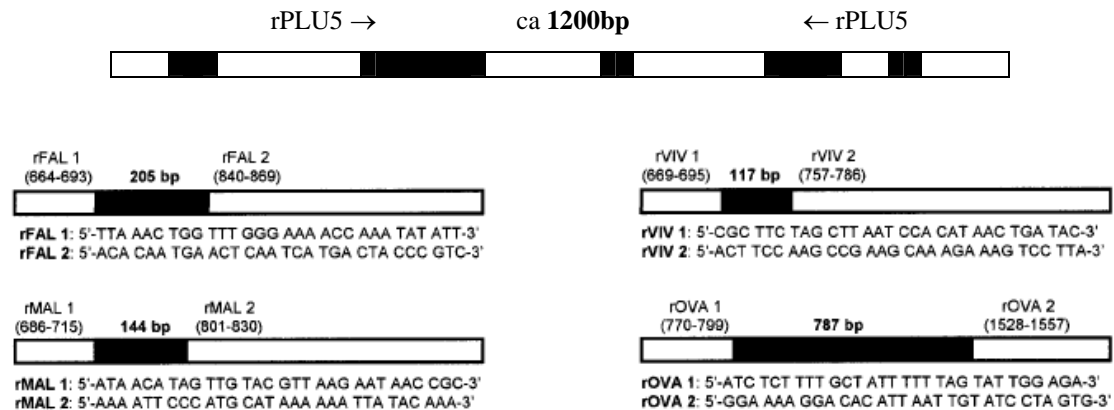 rPLU5 → ca 1200bp ← rPLU5
rFAL 1 rFAL 2
(664-693) 205 bp (840-869)
rFAL 1: 5'-TTA AAC TGG TTT GGG AAA ACC AAA TAT ATT-3'
rFAL 2: 5'-ACA CAA TGA ACT CAA TCA TGA CTA CCC GTC-3'
rVIV 1 rVIV 2
(669-695) 117 bp (757-786)
rVIV 1: 5'-CGC TTC TAG CTT AAT CCA CAT AAC TGA TAC-3'
rVIV 2: 5'-ACT TCC AAG CCG AAG CAA AGA AAG TCC TTA-3'
rMAL 1 rMAL 2
(686-715) 144 bp (801-830)
rMAL 1: 5'-ATA ACA TAG TTG TAC GTT AAG AAT AAC CGC-3'
rMAL 2: 5'-AAA ATT CCC ATG CAT AAA AAA TTA TAC AAA-3'
rOVA 1 rOVA 2
(770-799) 787 bp (1528-1557)
rOVA 1: 5'-ATC TCT TTT GCT ATT TTT TAG TAT TGG AGA-3'
rOVA 2: 5'-GGA AAA GGA CAC ATT AAT TGT ATC CTA GTG-3'